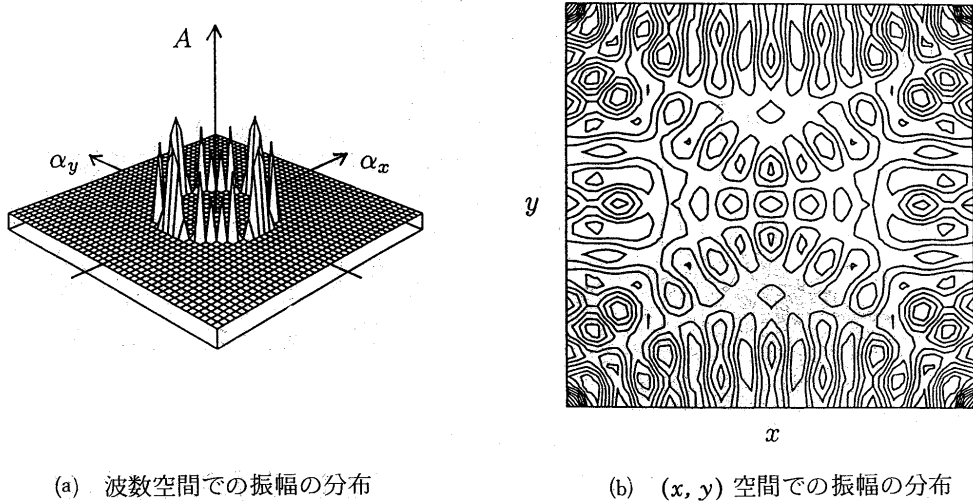 A
α_y
α_x
y
x
(a) 波数空間での振幅の分布
(b) (x, y) 空間での振幅の分布